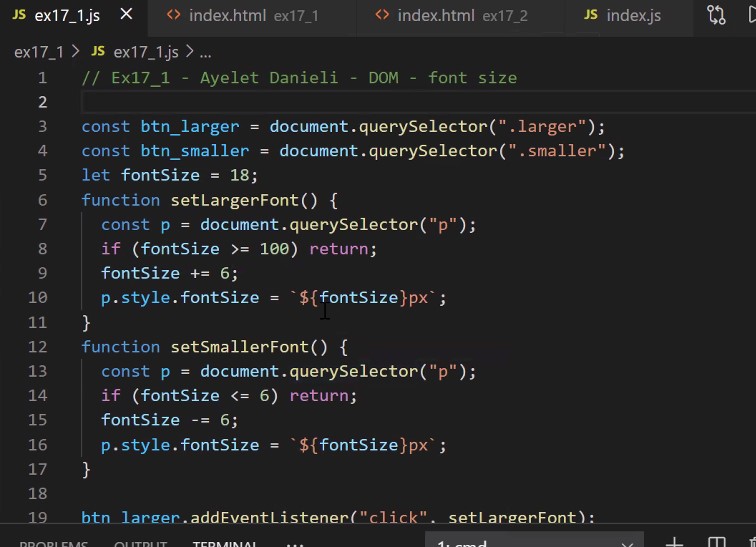 JS ex17_1.js × <> index.html ex17_1 <> index.html ex17_2 JS index.js
ex17_1 > JS ex17_1.js > ...
1 // Ex17_1 - Ayelet Danieli - DOM - font size
2
3 const btn_larger = document.querySelector(".larger");
4 const btn_smaller = document.querySelector(".smaller");
5 let fontSize = 18;
6 function setLargerFont() {
7 const p = document.querySelector("p");
8 if (fontSize >= 100) return;
9 fontSize += 6;
10 p.style.fontSize = `${fontSize}px`;
11 }
12 function setSmallerFont() {
13 const p = document.querySelector("p");
14 if (fontSize <= 6) return;
15 fontSize -= 6;
16 p.style.fontSize = `${fontSize}px`;
17 }
18
19 btn_larger.addEventListener("click", setLargerFont);
PROBLEMS OUTPUT TERMINAL ... 1: cmd